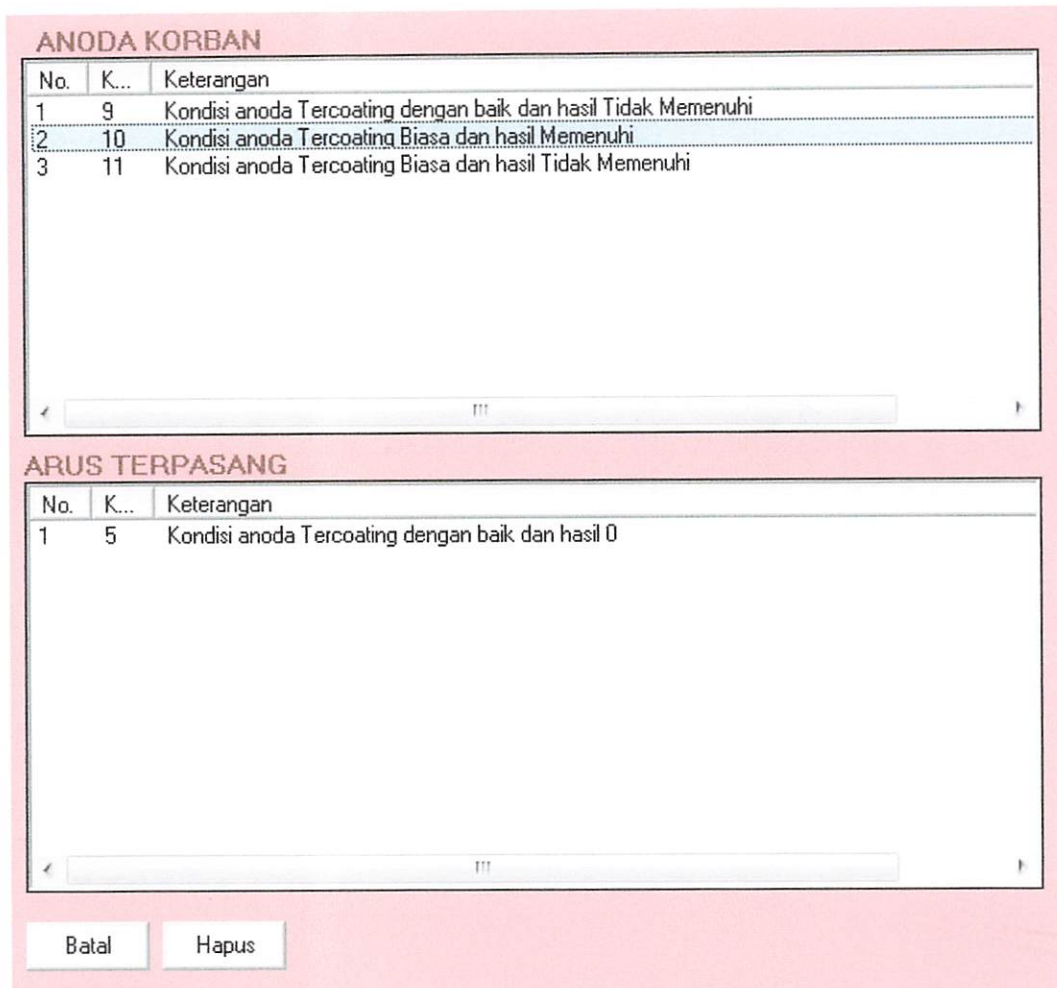 ANODA KORBAN
No. K... Keterangan
1 9 Kondisi anoda Tercoating dengan baik dan hasil Tidak Memenuhi
2 10 Kondisi anoda Tercoating Biasa dan hasil Memenuhi
3 11 Kondisi anoda Tercoating Biasa dan hasil Tidak Memenuhi
ARUS TERPASANG
No. K... Keterangan
1 5 Kondisi anoda Tercoating dengan baik dan hasil 0
Batal Hapus